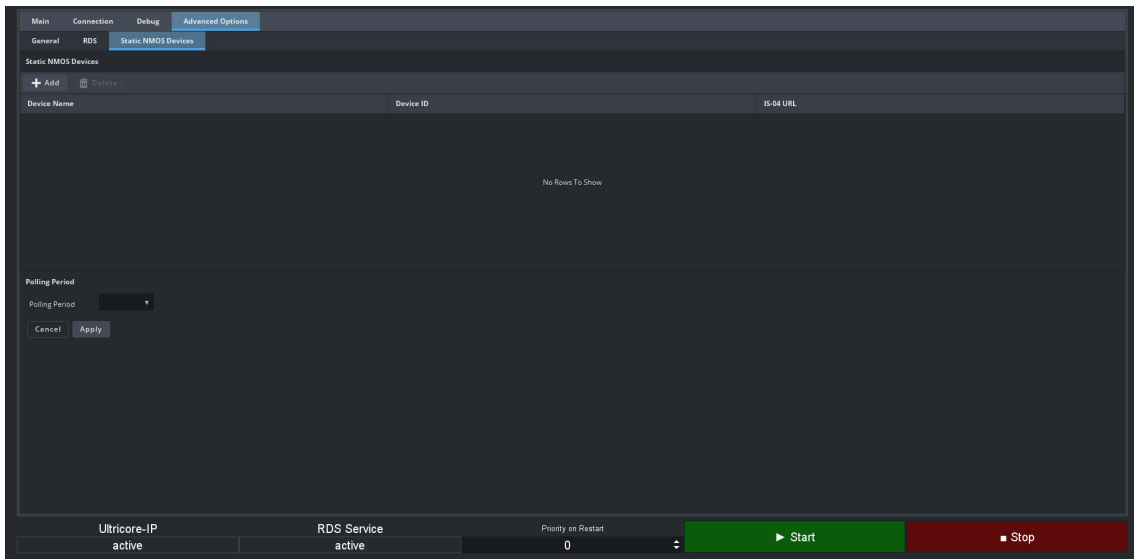 Main Connection Debug Advanced Options
General RDS Static NMOS Devices
Static NMOS Devices
Add Delete
Device Name Device ID IS-04 URL
No Rows To Show
Polling Period
Polling Period
Cancel Apply
Ultricore-IP RDS Service Priority on Restart
active active 0
Start Stop